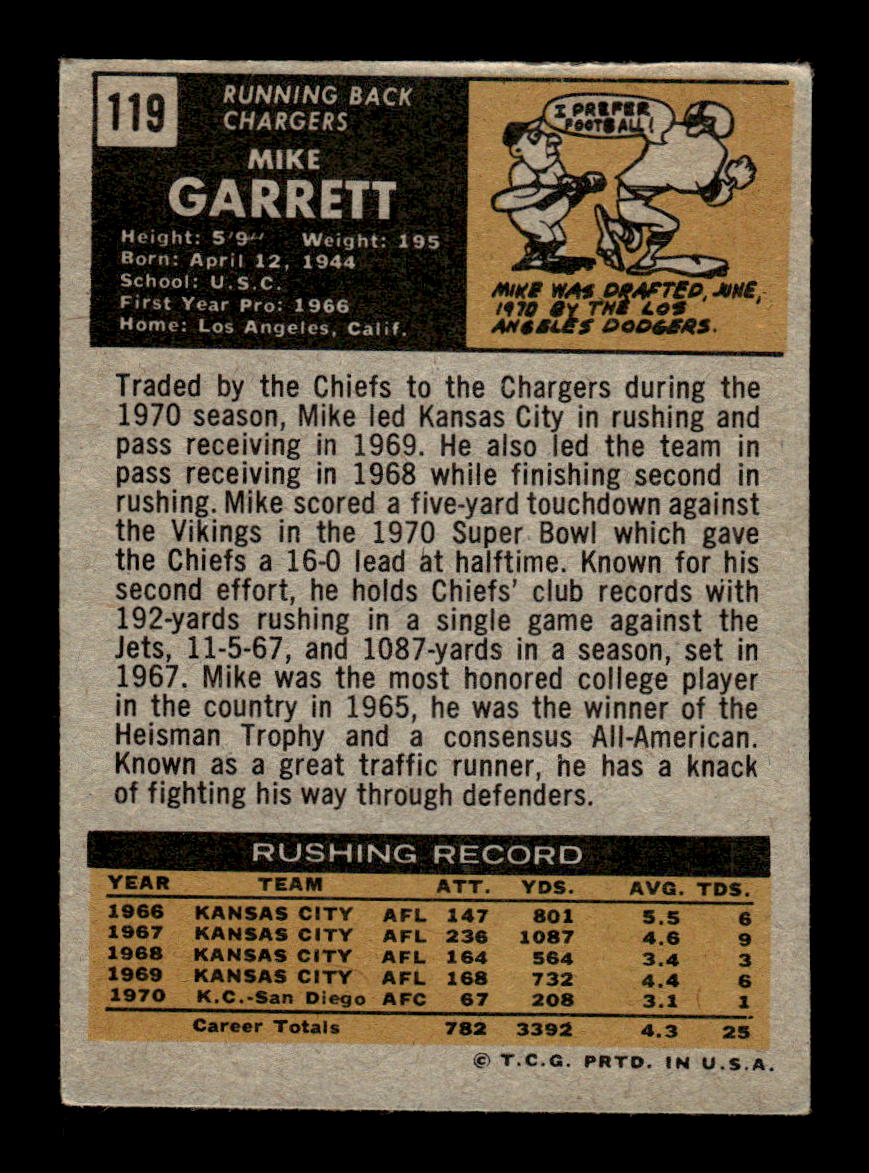 119
RUNNING BACK
CHARGERS
MIKE
GARRETT
Height: 5'9" Weight: 195
Born: April 12, 1944
School: U.S.C.
First Year Pro: 1966
Home: Los Angeles, Calif.
I PREFER
FOOTBALL!
MIKE WAS DRAFTED, JUNE,
1970 BY THE LOS
ANGELES DODGERS.
Traded by the Chiefs to the Chargers during the
1970 season, Mike led Kansas City in rushing and
pass receiving in 1969. He also led the team in
pass receiving in 1968 while finishing second in
rushing. Mike scored a five-yard touchdown against
the Vikings in the 1970 Super Bowl which gave
the Chiefs a 16-0 lead at halftime. Known for his
second effort, he holds Chiefs' club records with
192-yards rushing in a single game against the
Jets, 11-5-67, and 1087-yards in a season, set in
1967. Mike was the most honored college player
in the country in 1965, he was the winner of the
Heisman Trophy and a consensus All-American.
Known as a great traffic runner, he has a knack
of fighting his way through defenders.
RUSHING RECORD
YEAR TEAM ATT. YDS. AVG. TDS.
1966 KANSAS CITY AFL 147 801 5.5 6
1967 KANSAS CITY AFL 236 1087 4.6 9
1968 KANSAS CITY AFL 164 564 3.4 3
1969 KANSAS CITY AFL 168 732 4.4 6
1970 K.C.-San Diego AFC 67 208 3.1 1
Career Totals 782 3392 4.3 25
© T.C.G. PRTD. IN U.S.A.